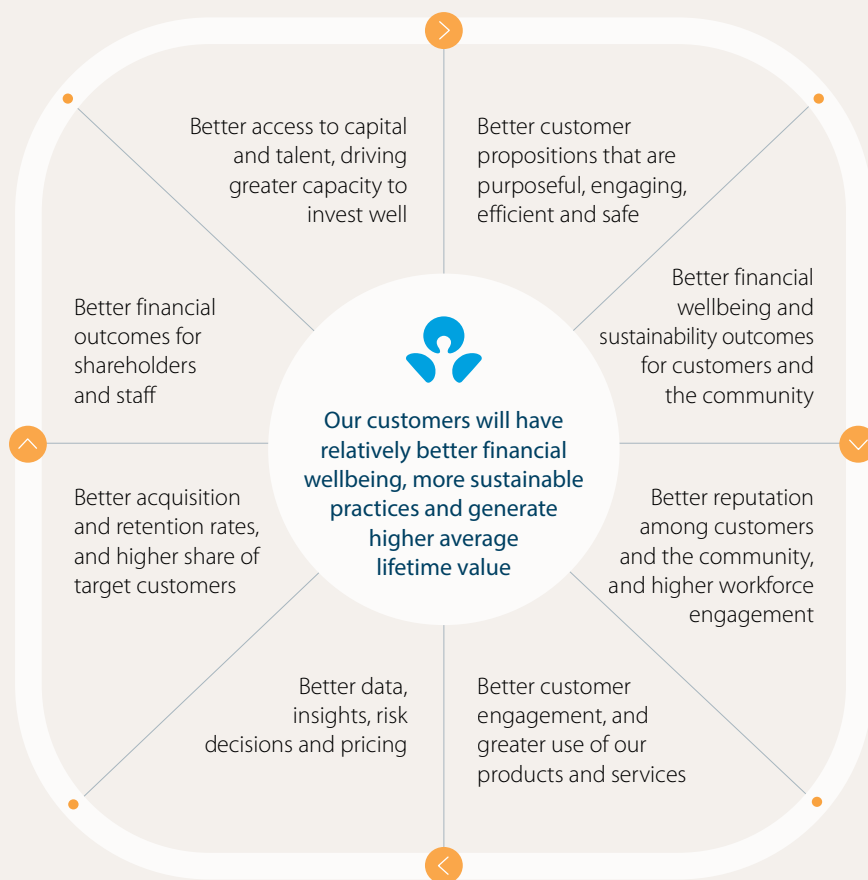 Better access to capital
and talent, driving
greater capacity to
invest well
Better customer
propositions that are
purposeful, engaging,
efficient and safe
Better financial
wellbeing and
sustainability outcomes
for customers and
the community
Better reputation
among customers
and the community,
and higher workforce
engagement
Better customer
engagement, and
greater use of our
products and services
Better data,
insights, risk
decisions and pricing
Better acquisition
and retention rates,
and higher share of
target customers
Better financial
outcomes for
shareholders
and staff
Our customers will have
relatively better financial
wellbeing, more sustainable
practices and generate
higher average
lifetime value